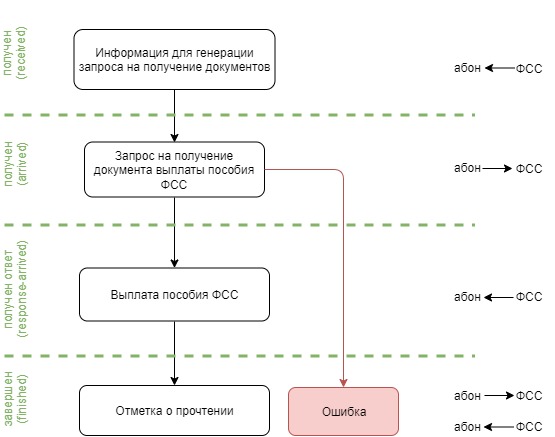 получен
(received)
Информация для генерации
запроса на получение документов
абон ФСС
получен
(arrived)
Запрос на получение
документа выплаты пособия
ФСС
абон ФСС
получен ответ
(response-arrived)
Выплата пособия ФСС
абон ФСС
завершен
(finished)
Отметка о прочтении
Ошибка
абон ФСС
абон ФСС